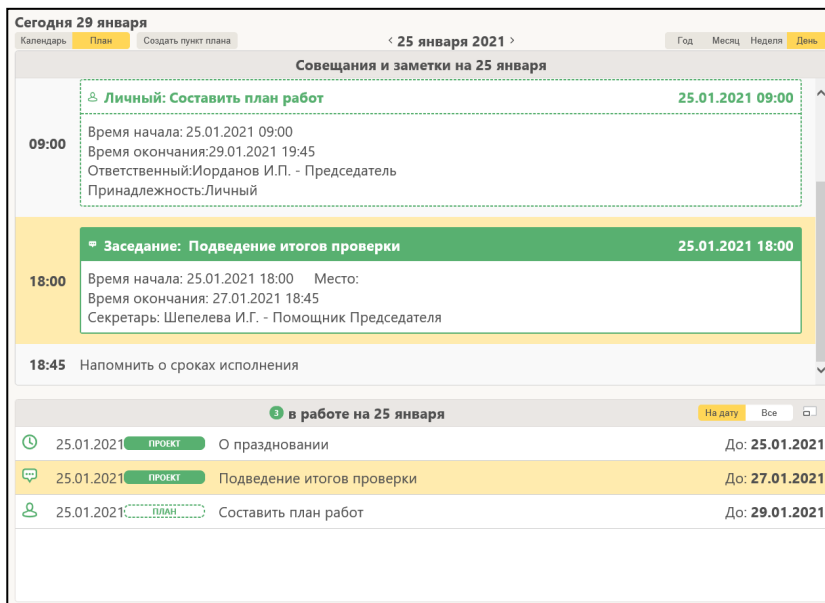 Сегодня 29 января
Календарь План Создать пункт плана < 25 января 2021 > Год Месяц Неделя День
Совещания и заметки на 25 января
Личный: Составить план работ 25.01.2021 09:00
09:00
Время начала: 25.01.2021 09:00
Время окончания:29.01.2021 19:45
Ответственный:Иорданов И.П. - Председатель
Принадлежность:Личный
Заседание: Подведение итогов проверки 25.01.2021 18:00
18:00
Время начала: 25.01.2021 18:00 Место:
Время окончания: 27.01.2021 18:45
Секретарь: Шепелева И.Г. - Помощник Председателя
18:45 Напомнить о сроках исполнения
3 в работе на 25 января На дату Все
25.01.2021 ПРОЕКТ О праздновании До: 25.01.2021
25.01.2021 ПРОЕКТ Подведение итогов проверки До: 27.01.2021
25.01.2021 ПЛАН Составить план работ До: 29.01.2021